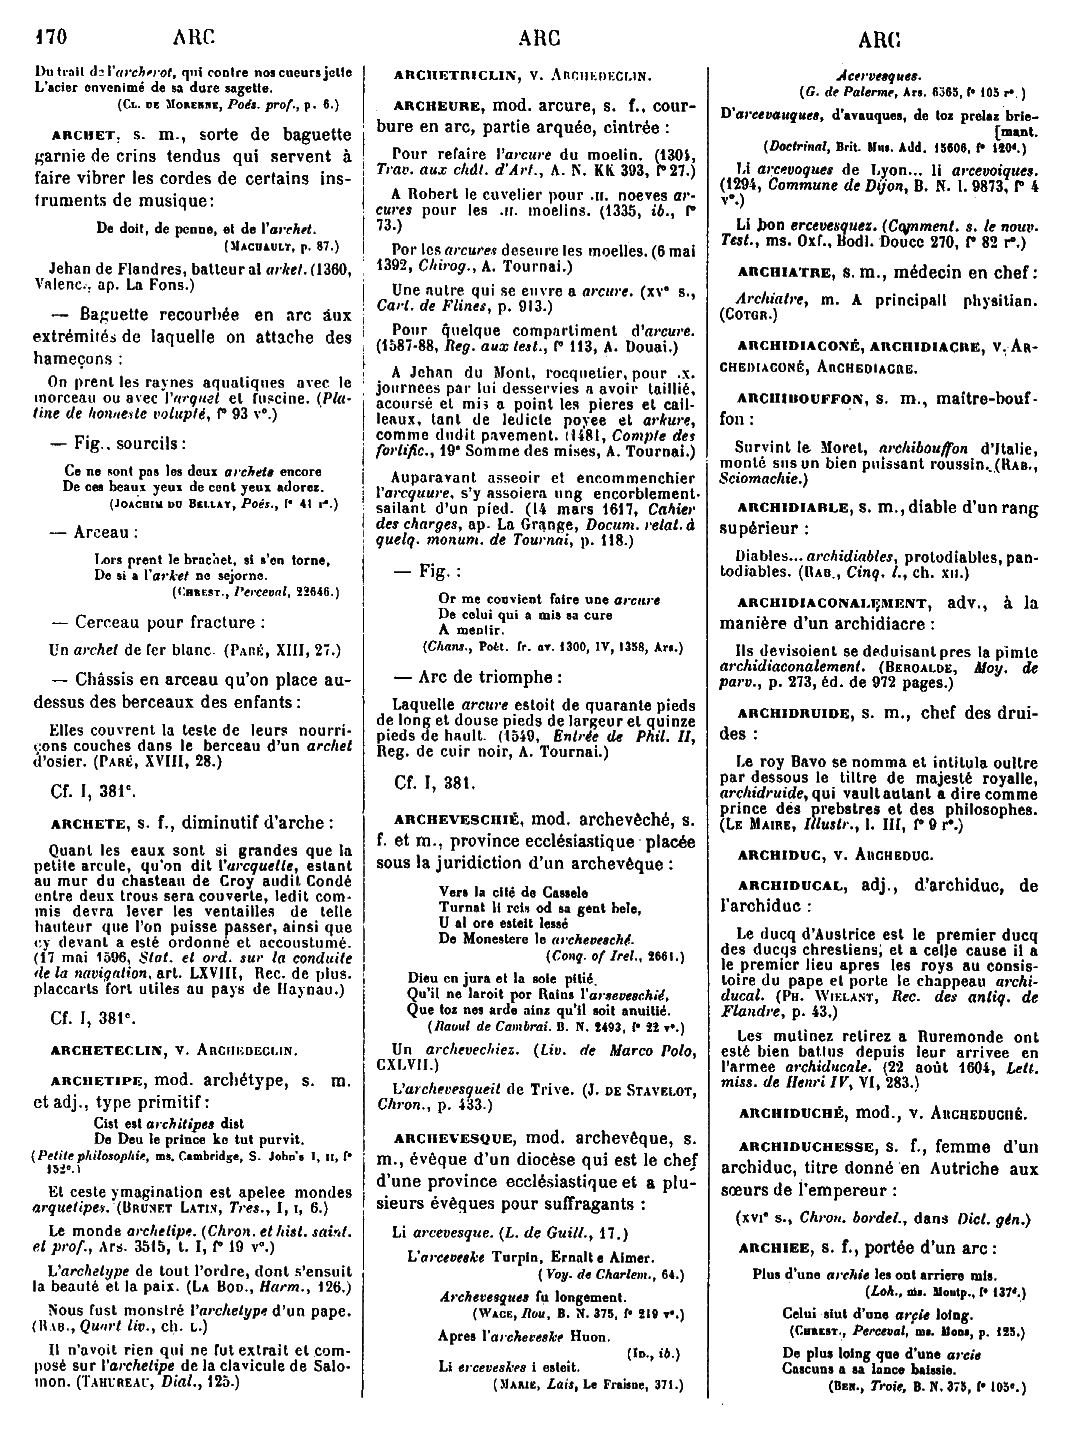 170 ARC ARC ARC
Du trait de l'archerot, qui contre nos cueurs jette
L'acier envenimé de sa dure sagette.
(CL. DE MORENNE, Poés. prof., p. 6.)
ARCHET, s. m., sorte de baguette
garnie de crins tendus qui servent à
faire vibrer les cordes de certains ins-
truments de musique :
De doit, de penne, et de l'archet.
(MACHAULT, p. 87.)
Jehan de Flandres, batteur al arket. (1360,
Valenc., ap. La Fons.)
— Baguette recourbée en arc aux
extrémités de laquelle on attache des
hameçons :
On prent les raynes aquatiques avec le
morceau ou avec l'arquet et fuscine. (Pla-
tine de honneste volupté, f° 93 v°.)
— Fig., sourcils :
Ce ne sont pas les deux archets encore
De ces beaux yeux de cent yeux adorez.
(JOACHIM DU BELLAY, Poés., f° 41 r°.)
— Arceau :
Lors prent le brachet, si s'en torne,
De si a l'arket ne sejorne.
(CHREST., Perceval, 22646.)
— Cerceau pour fracture :
Un archet de fer blanc. (PARÉ, XIII, 27.)
— Châssis en arceau qu'on place au-
dessus des berceaux des enfants :
Elles couvrent la teste de leurs nourri-
çons couches dans le berceau d'un archet
d'osier. (PARÉ, XVIII, 28.)
Cf. I, 381c.
ARCHETE, s. f., diminutif d'arche :
Quant les eaux sont si grandes que la
petite arcule, qu'on dit l'arcquette, estant
au mur du chasteau de Croy audit Condé
entre deux trous sera couverte, ledit com-
mis devra lever les ventailles de telle
hauteur que l'on puisse passer, ainsi que
cy devant a esté ordonné et accoustumé.
(17 mai 1596, Stat. et ord. sur la conduite
de la navigation, art. LXVIII, Rec. de plus.
placcarts fort utiles au pays de Haynau.)
Cf. I, 381c.
ARCHETECLIN, v. ARCHEDECLIN.
ARCHETIPE, mod. archétype, s. m.
et adj., type primitif :
Cist est architipes dist
De Deu le prince ke tut purvit.
(Petite philosophie, ms. Cambridge, S. John's I, II, f°
152c.)
Et ceste ymagination est apelee mondes
arquetipes. (BRUNET LATIN, Tres., I, I, 6.)
Le monde archetipe. (Chron. et hist. saint.
et prof., Ars. 3515, t. I, f° 19 v°.)
L'archetype de tout l'ordre, dont s'ensuit
la beauté et la paix. (LA BOD., Harm., 126.)
Nous fust monstré l'archetype d'un pape.
(RAB., Quart liv., ch. L.)
Il n'avoit rien qui ne fut extrait et com-
posé sur l'archetipe de la clavicule de Salo-
mon. (TAHUREAU, Dial., 125.)
ARCHETRICLIN, v. ARCHEDECLIN.
ARCHEURE, mod. arcure, s. f., cour-
bure en arc, partie arquée, cintrée :
Pour refaire l'arcure du moelin. (1304,
Trav. aux chât. d'Art., A. N. KK 393, f° 27.)
A Robert le cuvelier pour .II. noeves ar-
cures pour les .II. moelins. (1335, ib., f°
73.)
Por les arcures deseure les moelles. (6 mai
1392, Chirog., A. Tournai.)
Une autre qui se euvre a arcure. (XVe s.,
Cart. de Flines, p. 913.)
Pour quelque compartiment d'arcure.
(1587-88, Reg. aux test., f° 113, A. Douai.)
A Jehan du Mont, rocquetier, pour .x.
journees par lui desservies a avoir taillié,
acoursé et mis a point les pieres et cail-
leaux, tant de ledicte poyee et arkure,
comme dudit pavement. (1481, Compte des
fortific., 19e Somme des mises, A. Tournai.)
Auparavant asseoir et encommenchier
l'arcquure, s'y assoiera ung encorblement
sailant d'un pied. (14 mars 1617, Cahier
des charges, ap. La Grange, Docum. relat. à
quelq. monum. de Tournai, p. 118.)
— Fig. :
Or me convient faire une arcure
De celui qui a mis sa cure
A mentir.
(Chans., Poët. fr. av. 1300, IV, 1358, Ars.)
— Arc de triomphe :
Laquelle arcure estoit de quarante pieds
de long et douse pieds de largeur et quinze
pieds de hault. (1549, Entrée de Phil. II,
Reg. de cuir noir, A. Tournai.)
Cf. I, 381.
ARCHEVESCHIÉ, mod. archevêché, s.
f. et m., province ecclésiastique placée
sous la juridiction d'un archevêque :
Vers la cité de Cassele
Turnat li reis od sa gent bele,
U al ore esteit lessé
De Monestere le archevesché.
(Conq. of Irel., 2661.)
Dieu en jura et la soie pitié,
Qu'il ne laroit por Rains l'arseveschié,
Que toz nes arde ainz qu'il soit anuitié.
(Raoul de Cambrai. B. N. 2493, f° 22 v°.)
Un archevechiez. (Liv. de Marco Polo,
CXLVII.)
L'archevesqueit de Trive. (J. DE STAVELOT,
Chron., p. 433.)
ARCHEVESQUE, mod. archevêque, s.
m., évêque d'un diocèse qui est le chef
d'une province ecclésiastique et a plu-
sieurs évêques pour suffragants :
Li arcevesque. (L. de Guill., 17.)
L'arceveske Turpin, Ernalt e Aimer.
(Voy. de Charlem., 64.)
Archevesques fu longement.
(WACE, Rou, B. N. 375, f° 219 v°.)
Apres l'archeveske Huon.
(ID., ib.)
Li erceveskes i esteit.
(MARIE, Lais, Le Fraisne, 371.)
Acervesques.
(G. de Palerme, Ars. 6565, f° 105 r°.)
D'arcevauques, d'avauques, de toz prelaz brie-
[mant.
(Doctrinal, Brit. Mus. Add. 15606, f° 120d.)
Li arcevoques de Lyon... li arcevoiques.
(1294, Commune de Dijon, B. N. l. 9873, f° 4
v°.)
Li bon ercevesquez. (Comment. s. le nouv.
Test., ms. Oxf., Bodl. Douce 270, f° 82 r°.)
ARCHIATRE, s. m., médecin en chef :
Archiatre, m. A principall physitian.
(COTGR.)
ARCHIDIACONÉ, ARCHIDIACRE, v. AR-
CHEDIACONÉ, ARCHEDIACRE.
ARCHIBOUFFON, s. m., maître-bouf-
fon :
Survint le Moret, archibouffon d'Italie,
monté sus un bien puissant roussin. (RAB.,
Sciomachie.)
ARCHIDIABLE, s. m., diable d'un rang
supérieur :
Diables... archidiables, protodiables, pan-
todiables. (RAB., Cinq. l., ch. XII.)
ARCHIDIACONALEMENT, adv., à la
manière d'un archidiacre :
Ils devisoient se deduisant pres la pimte
archidiaconalement. (BEROALDE, Moy. de
parv., p. 273, éd. de 972 pages.)
ARCHIDRUIDE, s. m., chef des drui-
des :
Le roy Bavo se nomma et intitula oultre
par dessous le tiltre de majesté royalle,
archidruide, qui vault autant a dire comme
prince des prebstres et des philosophes.
(LE MAIRE, Illustr., l. III, f° 9 r°.)
ARCHIDUC, v. ARCHEDUC.
ARCHIDUCAL, adj., d'archiduc, de
l'archiduc :
Le ducq d'Austrice est le premier ducq
des ducqs chrestiens, et a celle cause il a
le premier lieu apres les roys au consis-
toire du pape et porte le chappeau archi-
ducal. (PH. WIELANT, Rec. des antiq. de
Flandre, p. 43.)
Les mutinez retirez a Ruremonde ont
esté bien battus depuis leur arrivee en
l'armee archiducale. (22 août 1604, Lett.
miss. de Henri IV, VI, 283.)
ARCHIDUCHÉ, mod., v. ARCHEDUCHÉ.
ARCHIDUCHESSE, s. f., femme d'un
archiduc, titre donné en Autriche aux
sœurs de l'empereur :
(XVIe s., Chron. bordel., dans Dict. gén.)
ARCHIEE, s. f., portée d'un arc :
Plus d'une archie les ont arriere mis.
(Loh., ms. Montp., f° 137d.)
Celui siut d'une arcie loing.
(CHREST., Perceval, ms. Mons, p. 125.)
De plus loing que d'une arcie
Cascuns a sa lance baissie.
(BEN., Troie, B. N. 375, f° 105e.)